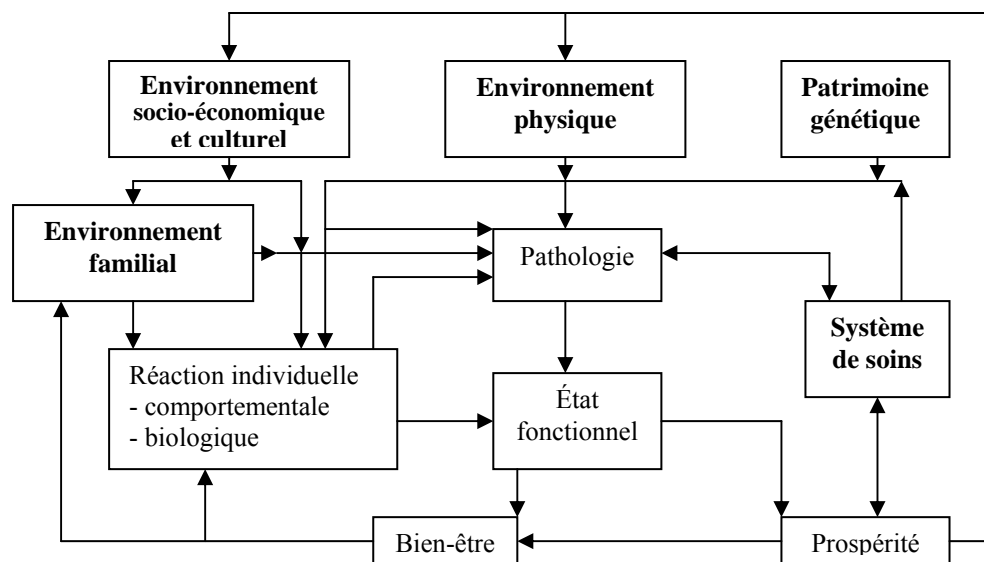 Environnement
socio-économique
et culturel
Environnement
physique
Patrimoine
génétique
Environnement
familial
Pathologie
Système
de soins
Réaction individuelle
- comportementale
- biologique
État
fonctionnel
Bien-être
Prospérité